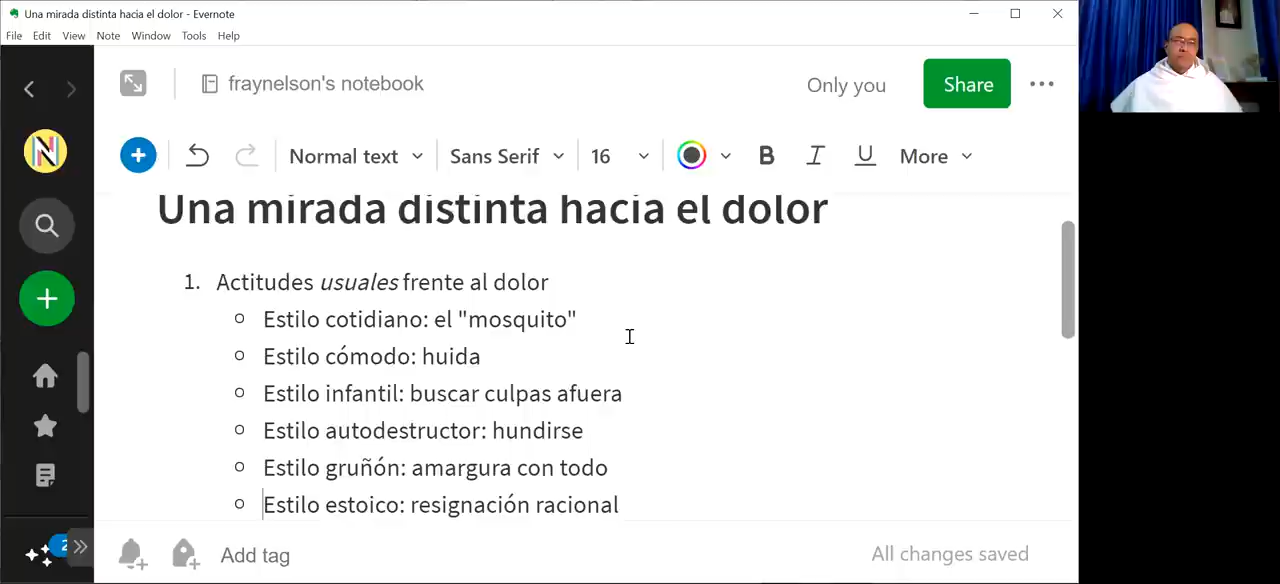 Una mirada distinta hacia el dolor - Evernote
File Edit View Note Window Tools Help
fraynelson's notebook
Only you
Share
Normal text
Sans Serif
16
B I U More
Una mirada distinta hacia el dolor
1. Actitudes usuales frente al dolor
Estilo cotidiano: el "mosquito"
Estilo cómodo: huida
Estilo infantil: buscar culpas afuera
Estilo autodestructor: hundirse
Estilo gruñón: amargura con todo
Estilo estoico: resignación racional
2
Add tag
All changes saved